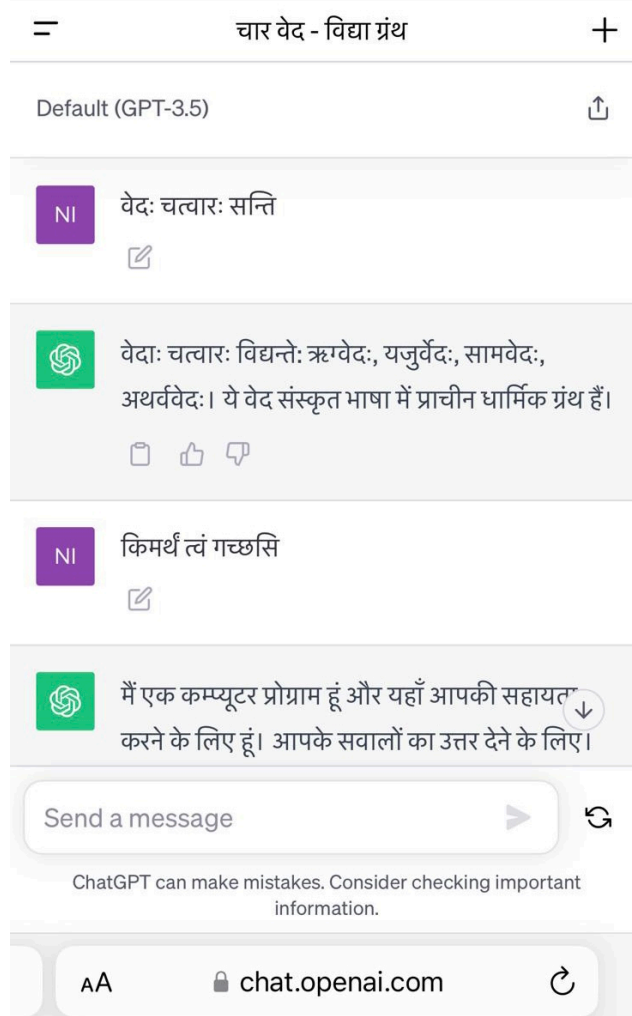 चार वेद - विद्या ग्रंथ
Default (GPT-3.5)
NI
वेदः चत्वारः सन्ति
वेदाः चत्वारः विद्यन्ते: ऋग्वेदः, यजुर्वेदः, सामवेदः,
अथर्ववेदः। ये वेद संस्कृत भाषा में प्राचीन धार्मिक ग्रंथ हैं।
NI
किमर्थं त्वं गच्छसि
मैं एक कम्प्यूटर प्रोग्राम हूं और यहाँ आपकी सहायता
करने के लिए हूं। आपके सवालों का उत्तर देने के लिए।
Send a message
ChatGPT can make mistakes. Consider checking important
information.
AA chat.openai.com